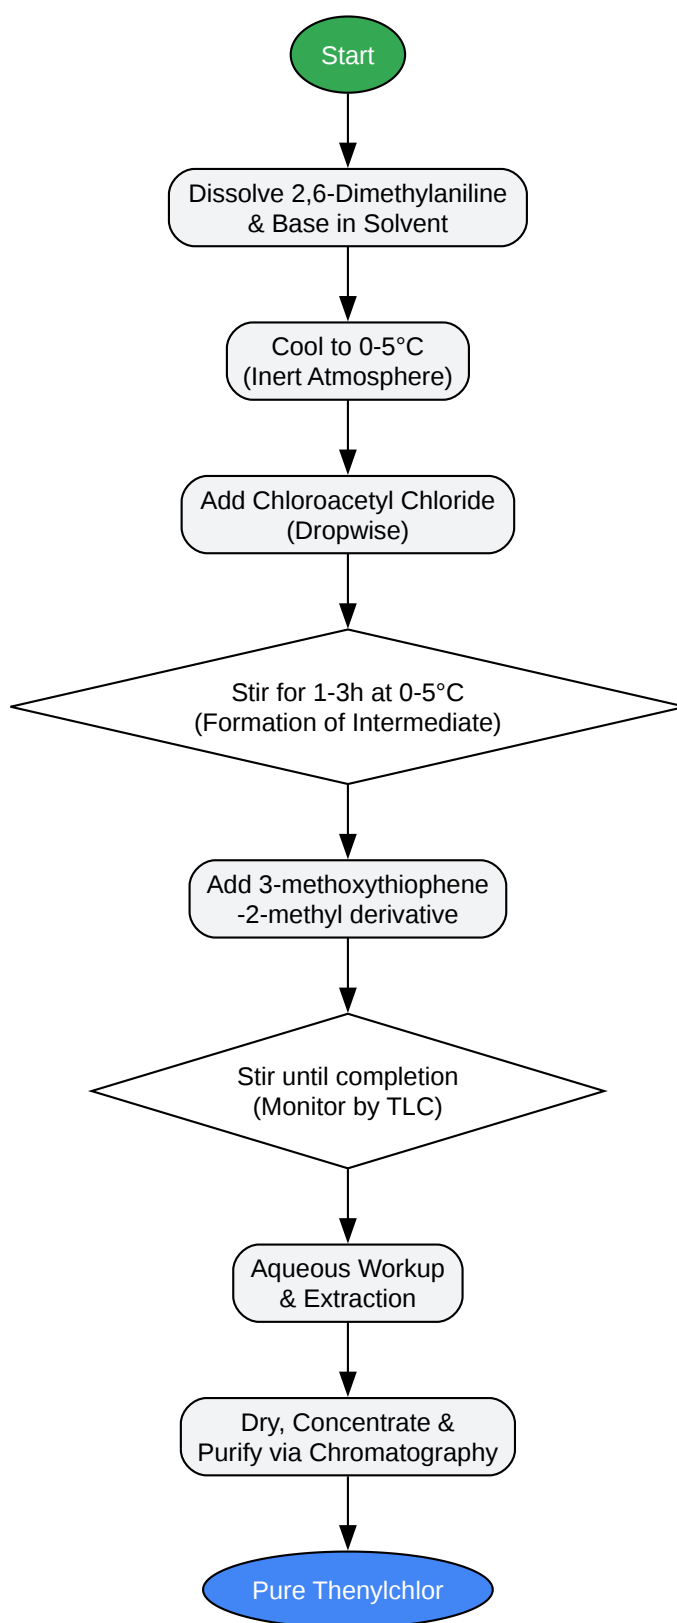 Start
Dissolve 2,6-Dimethylaniline
& Base in Solvent
Cool to 0-5°C
(Inert Atmosphere)
Add Chloroacetyl Chloride
(Dropwise)
Stir for 1-3h at 0-5°C
(Formation of Intermediate)
Add 3-methoxythiophene
-2-methyl derivative
Stir until completion
(Monitor by TLC)
Aqueous Workup
& Extraction
Dry, Concentrate &
Purify via Chromatography
Pure Thenylchlor